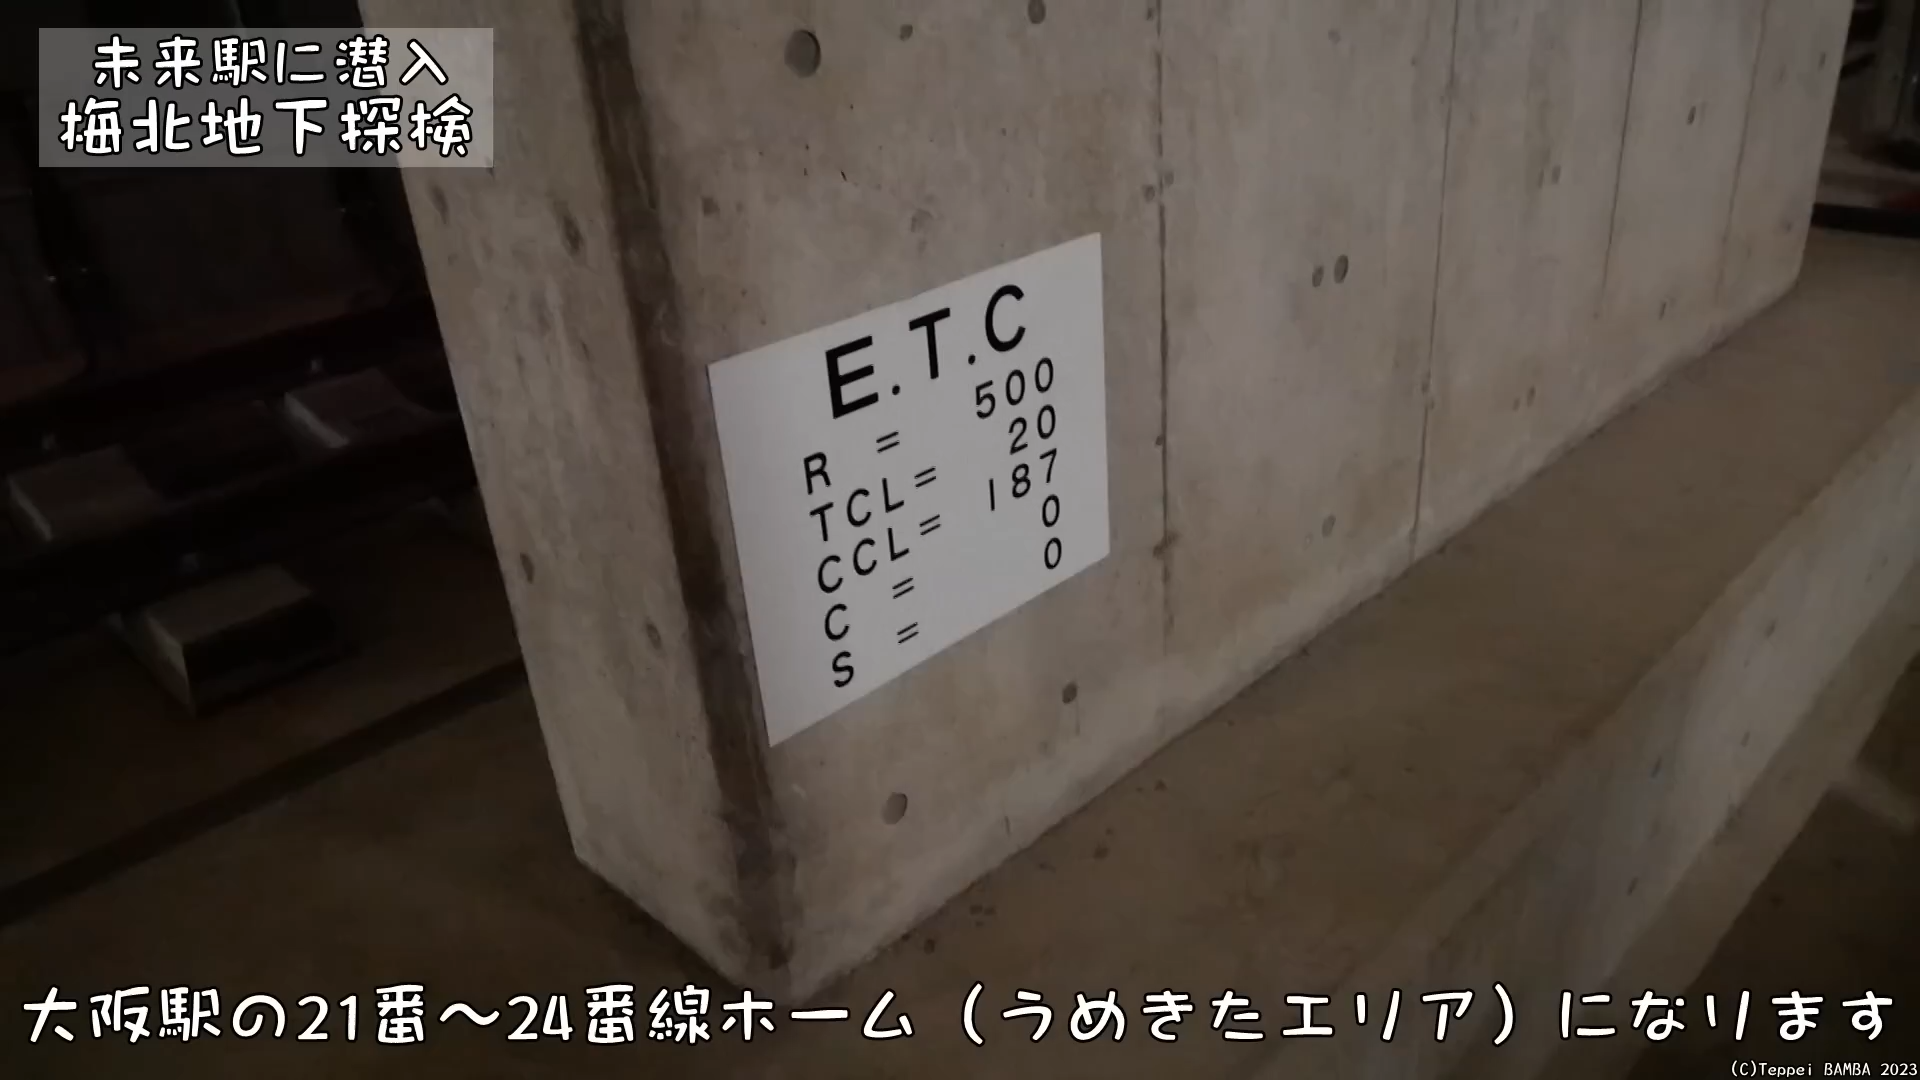 未来駅に潜入
梅北地下探検
E.T.C
R = 500
TCL = 20
CCL = 187
C = 0
S = 0
大阪駅の21番～24番線ホーム（うめきたエリア）になります
(C)Teppei BAMBA 2023